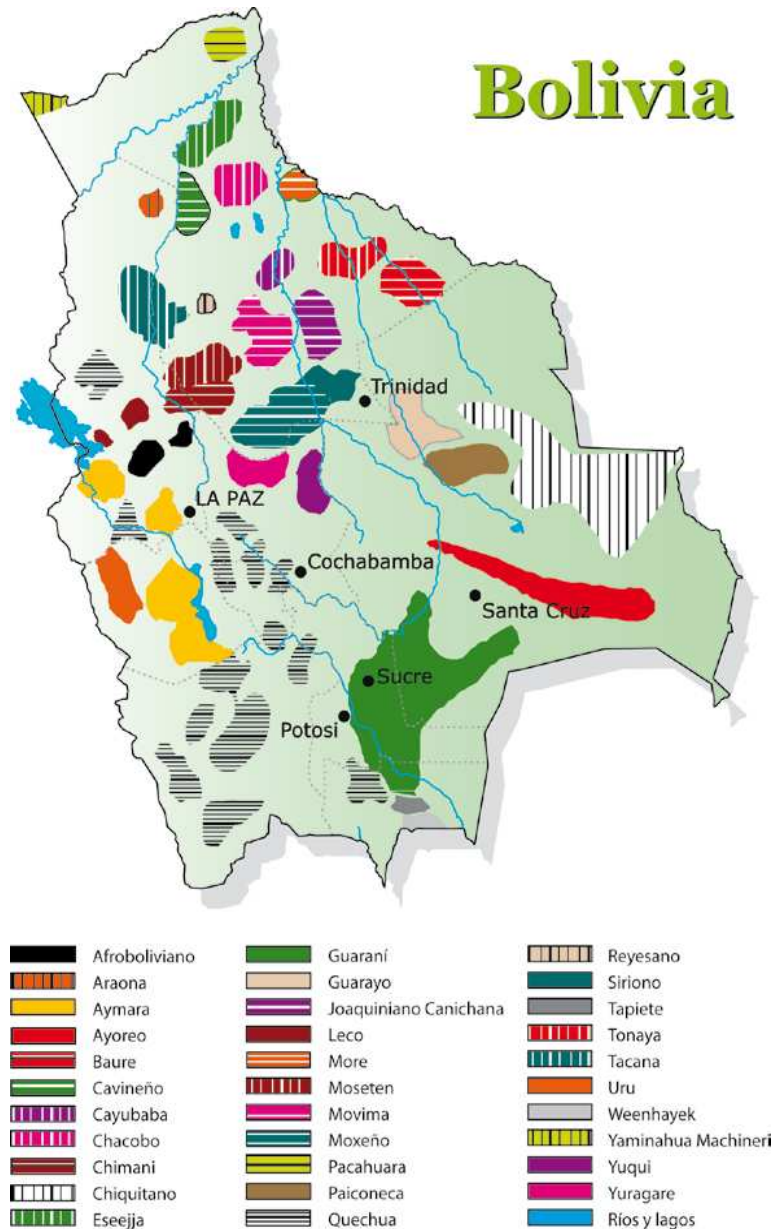 Bolivia
Trinidad
LA PAZ
Cochabamba
Santa Cruz
Sucre
Potosi
Afroboliviano
Araona
Aymara
Ayoreo
Baure
Cavineño
Cayubaba
Chacobo
Chimani
Chiquitano
Eseejja
Guaraní
Guarayo
Joaquiniano Canichana
Leco
More
Moseten
Movima
Moxeño
Pacahuara
Paiconeca
Quechua
Reyesano
Siriono
Tapiete
Tonaya
Tacana
Uru
Weenhayek
Yaminahua Machineri
Yuqui
Yuragare
Ríos y lagos